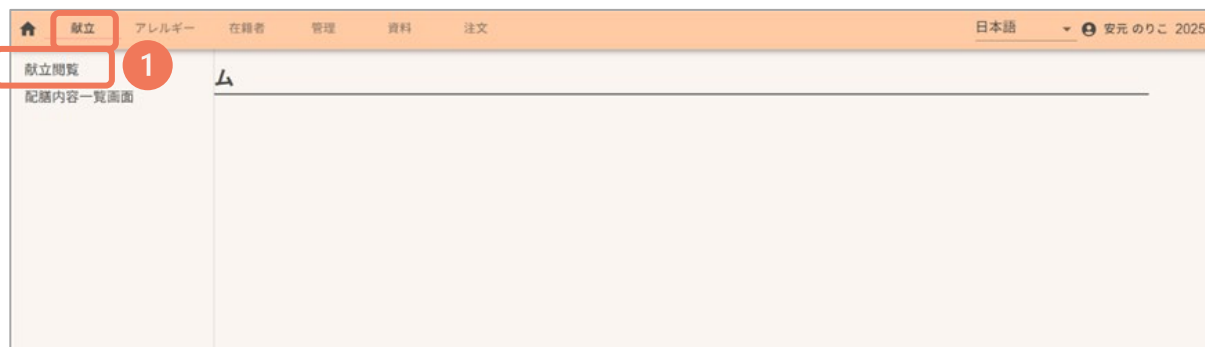 献立 アレルギー 在籍者 管理 資料 注文 日本語 安元 のりこ 2025
献立閲覧 1
ム
配膳内容一覧画面